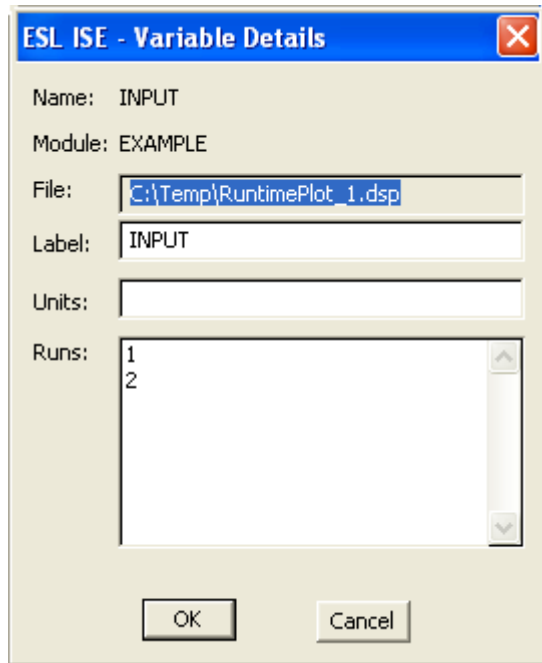 ESL ISE - Variable Details
Name: INPUT
Module: EXAMPLE
File: C:\Temp\RuntimePlot_1.dsp
Label: INPUT
Units:
Runs: 1
2
OK Cancel